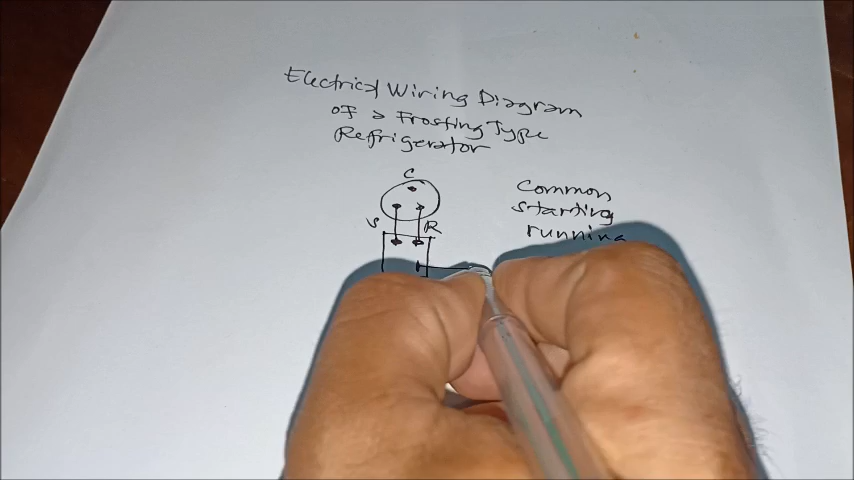 Electrical Wiring Diagram
of a Frosting Type
Refrigerator
C
Common
starting
S R running